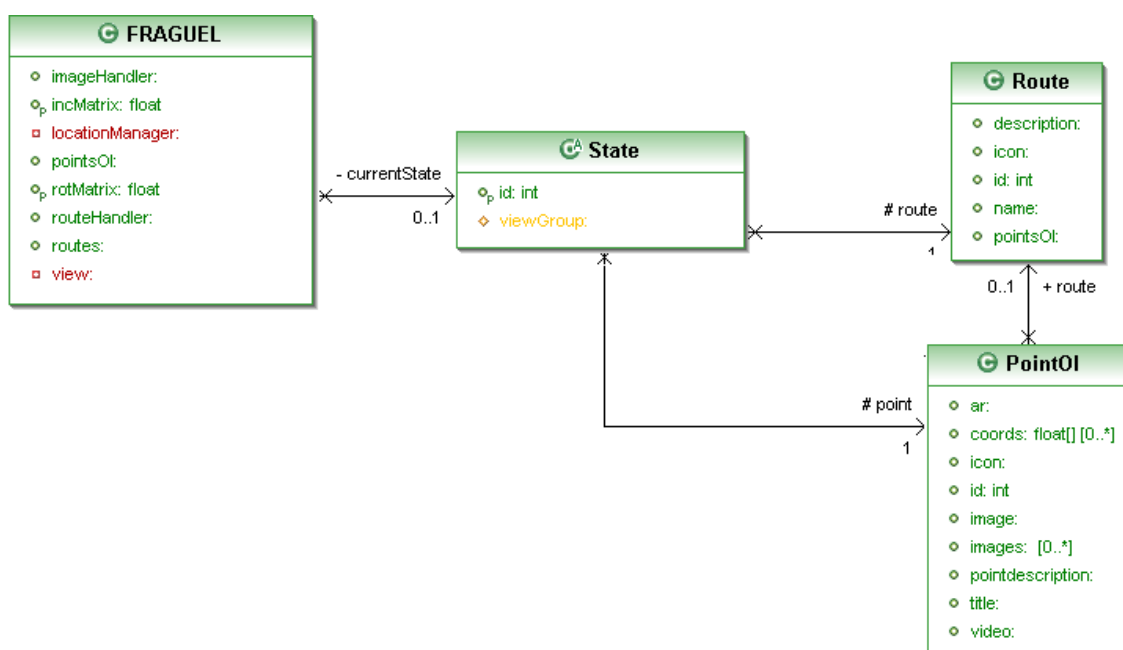 FRAGUEL
imageHandler:
incMatrix: float
locationManager:
pointsOI:
rotMatrix: float
routeHandler:
routes:
view:
- currentState
0..1
State
id: int
viewGroup:
# route
1
Route
description:
icon:
id: int
name:
pointsOI:
0..1 + route
# point
1
PointOI
ar:
coords: float[] [0..*]
icon:
id: int
image:
images: [0..*]
pointdescription:
title:
video: